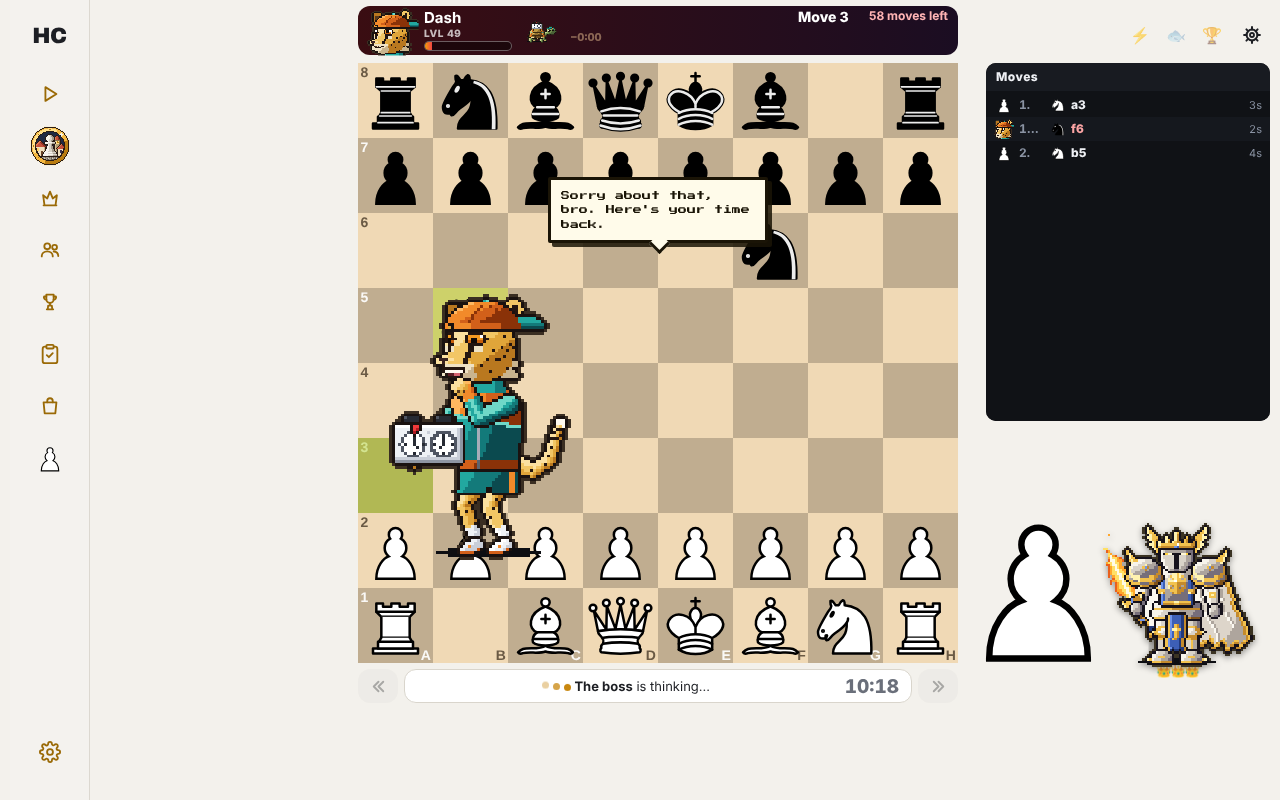 HC
Dash
LVL 49
−0:00
Move 3
58 moves left
Moves
1. a3 3s
1... f6 2s
2. b5 4s
8
7
Sorry about that,
bro. Here's your time
back.
6
5
4
3
2
1
A B C D E F G H
The boss is thinking... 10:18